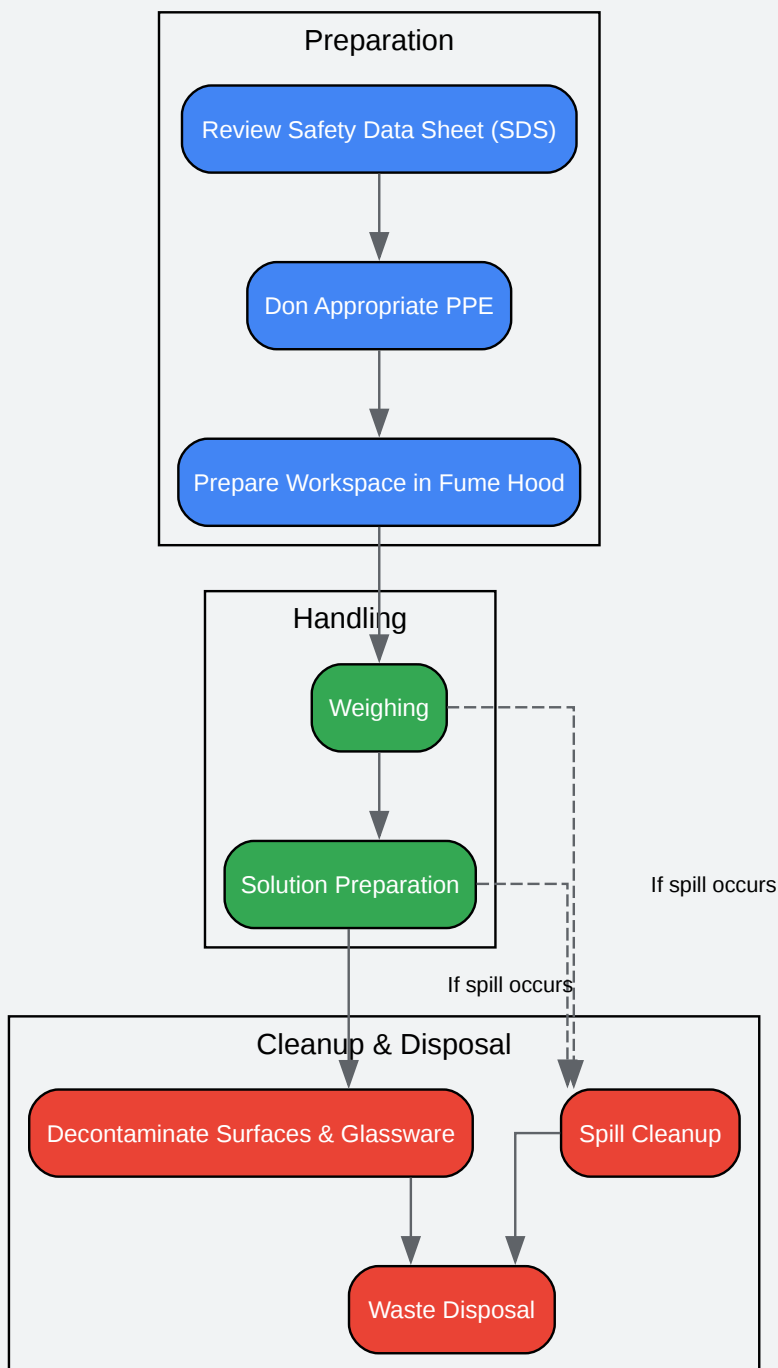 Preparation
Review Safety Data Sheet (SDS)
Don Appropriate PPE
Prepare Workspace in Fume Hood
Handling
Weighing
Solution Preparation
If spill occurs
If spill occurs
Cleanup & Disposal
Decontaminate Surfaces & Glassware
Spill Cleanup
Waste Disposal